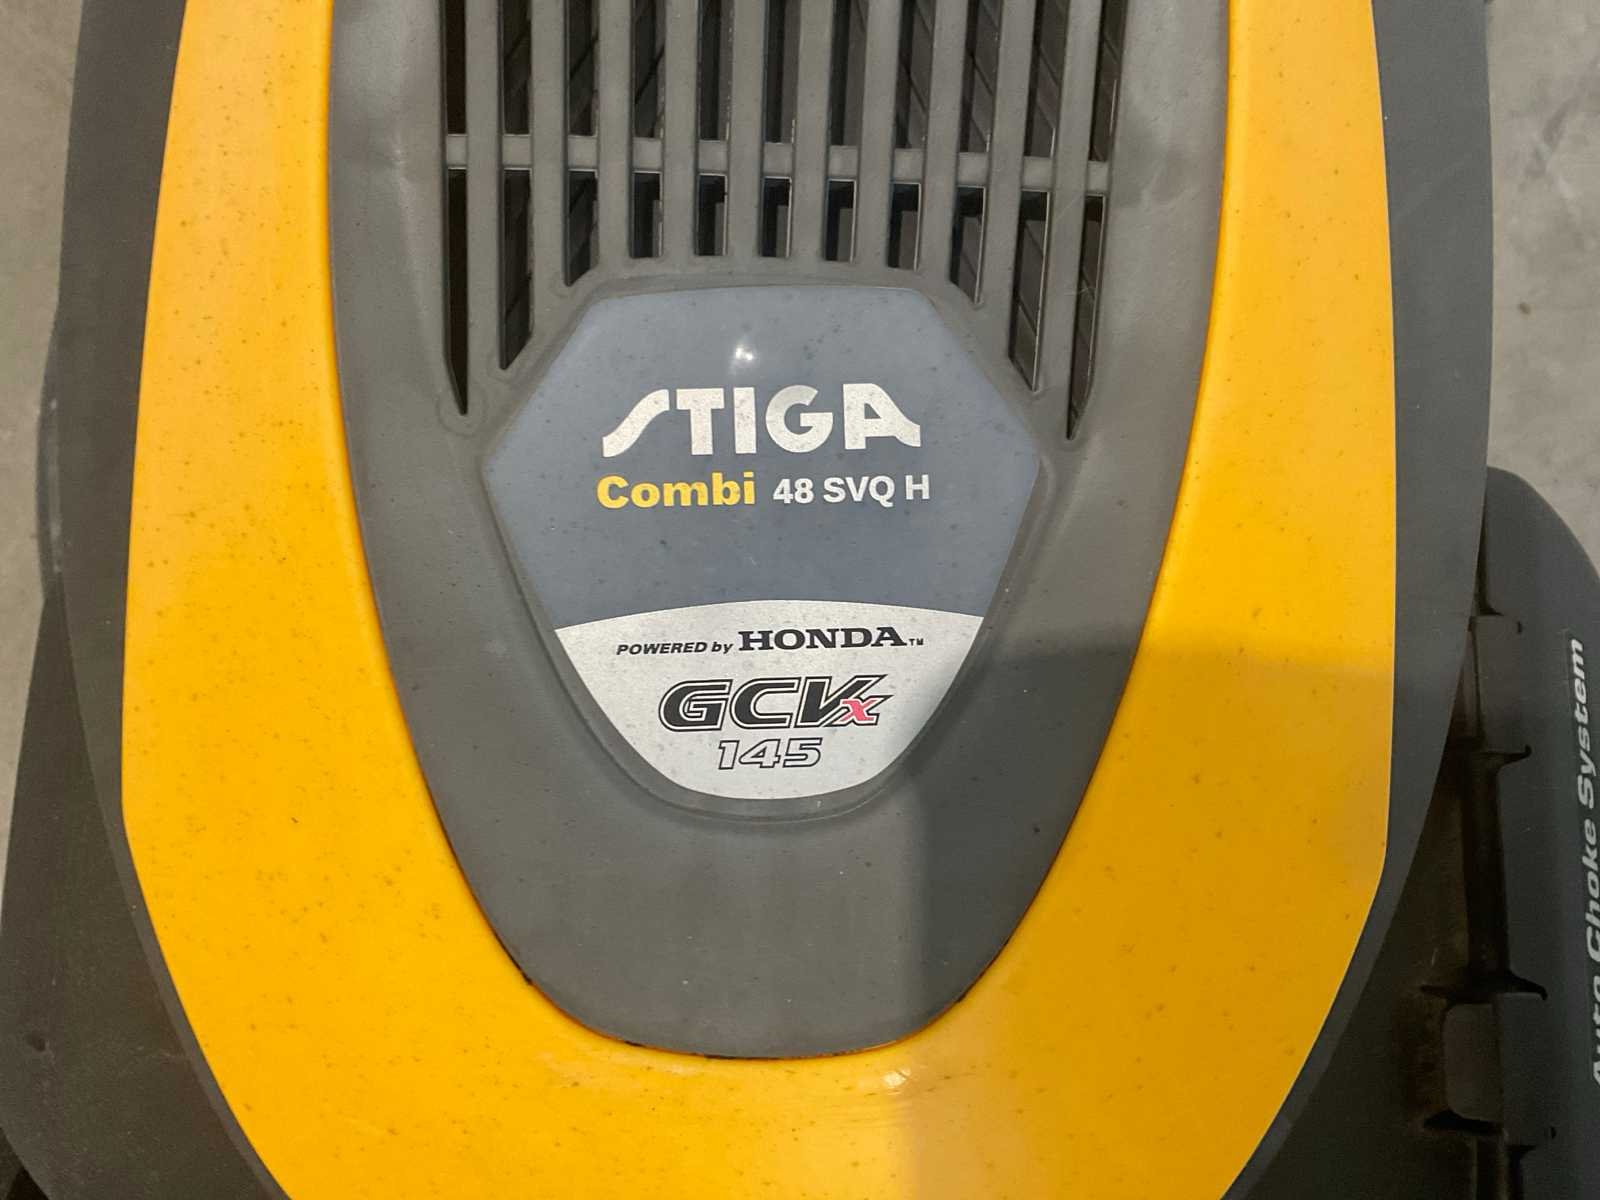 STIGA
Combi 48 SVQ H
POWERED by HONDA™
GCVx
145
Auto Choke System